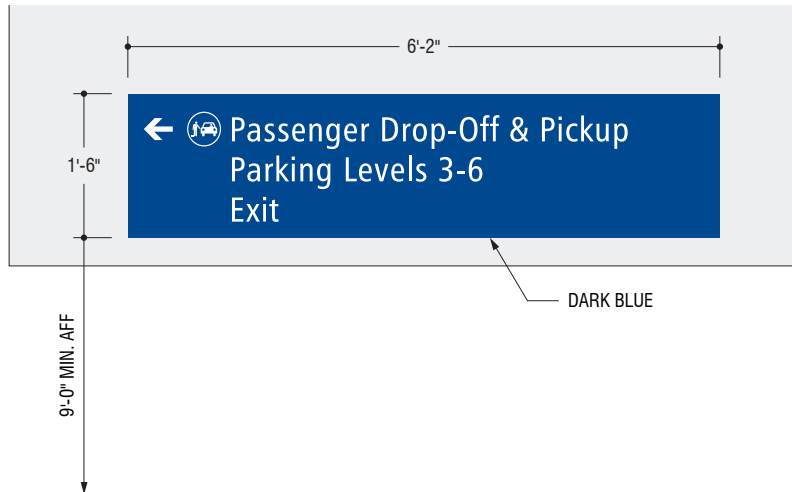 6'-2"
1'-6"
Passenger Drop-Off & Pickup
Parking Levels 3-6
Exit
DARK BLUE
9'-0" MIN. AFF